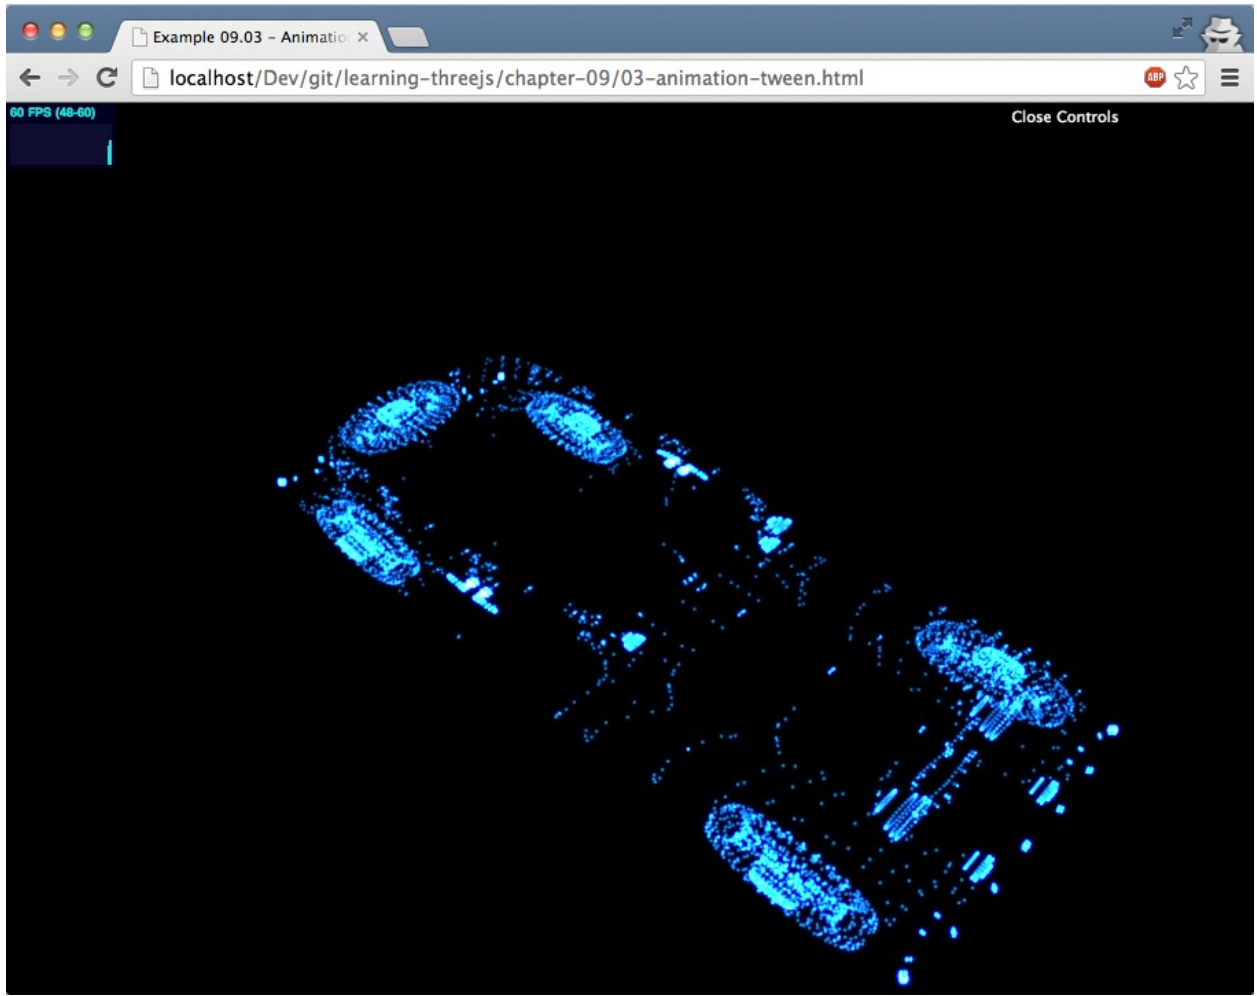 Example 09.03 - Animatio
localhost/Dev/git/learning-threejs/chapter-09/03-animation-tween.html
ABP
60 FPS (48-60)
Close Controls